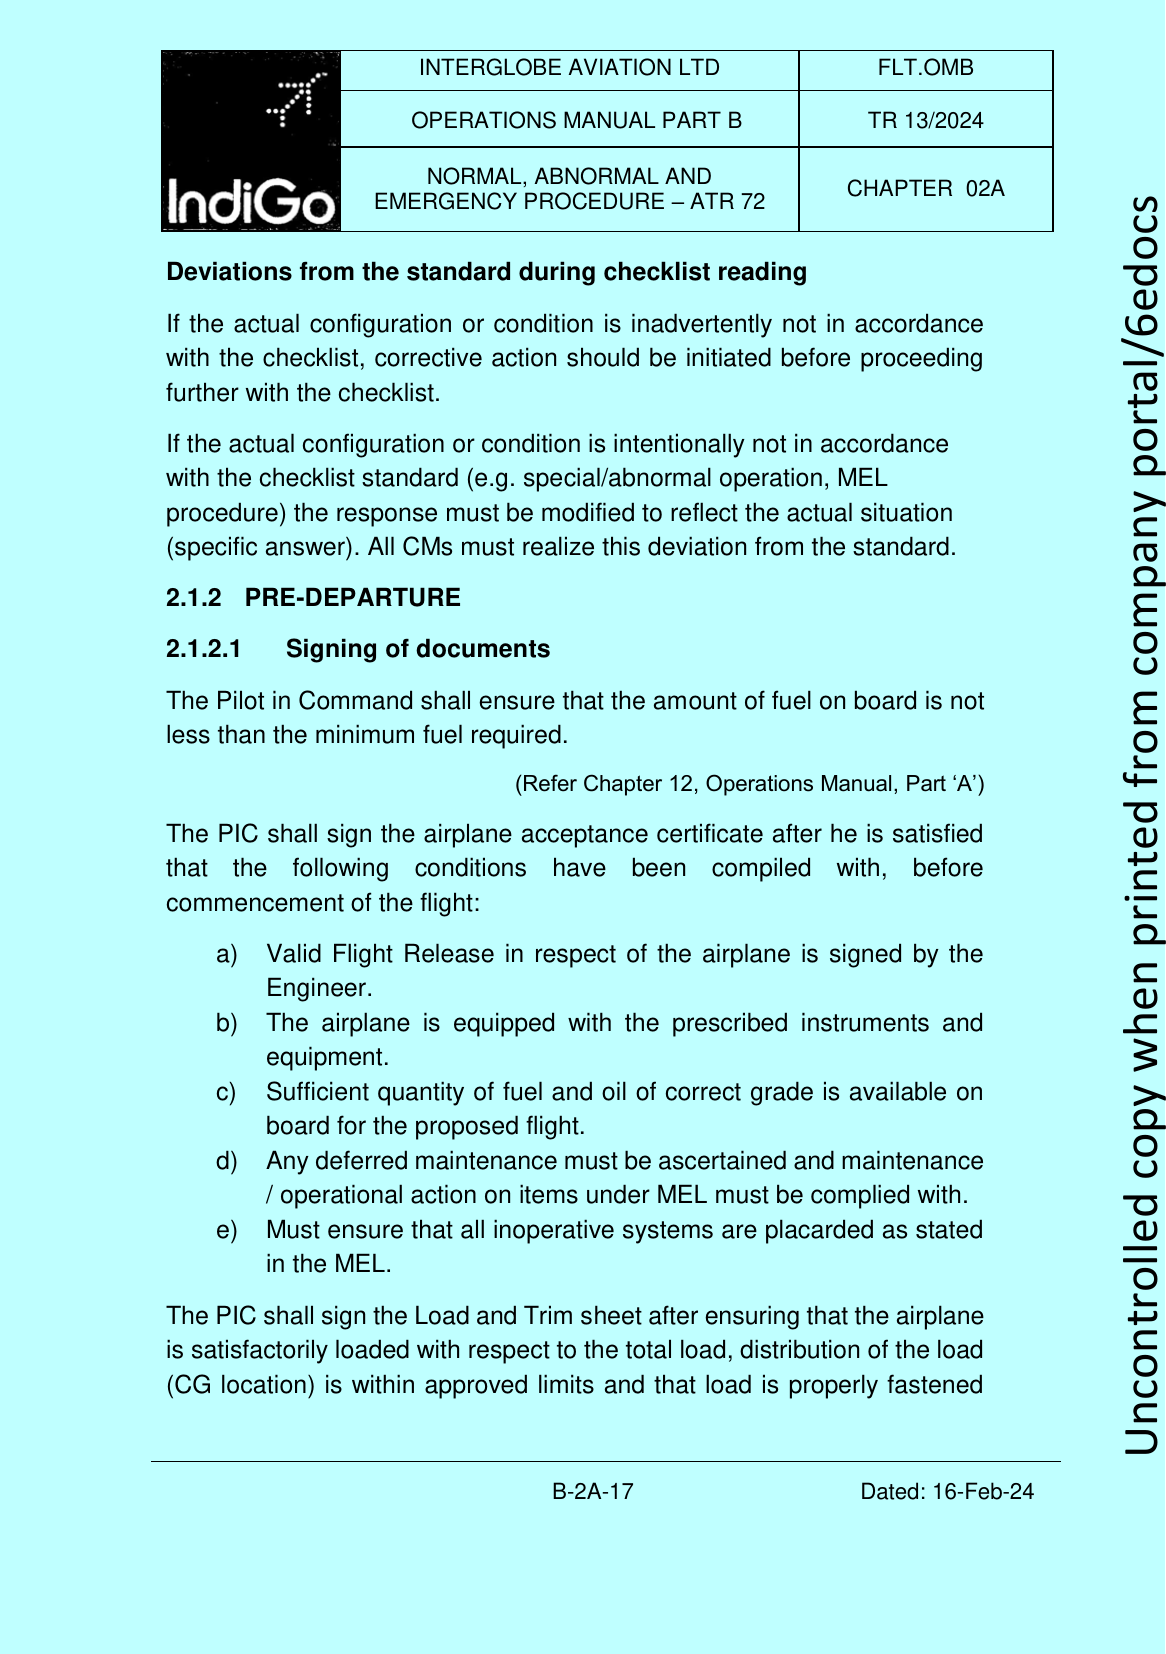 IndiGo
INTERGLOBE AVIATION LTD
FLT.OMB
OPERATIONS MANUAL PART B
TR 13/2024
NORMAL, ABNORMAL AND
EMERGENCY PROCEDURE – ATR 72
CHAPTER 02A
Deviations from the standard during checklist reading
If the actual configuration or condition is inadvertently not in accordance
with the checklist, corrective action should be initiated before proceeding
further with the checklist.
If the actual configuration or condition is intentionally not in accordance
with the checklist standard (e.g. special/abnormal operation, MEL
procedure) the response must be modified to reflect the actual situation
(specific answer). All CMs must realize this deviation from the standard.
2.1.2 PRE-DEPARTURE
2.1.2.1 Signing of documents
The Pilot in Command shall ensure that the amount of fuel on board is not
less than the minimum fuel required.
(Refer Chapter 12, Operations Manual, Part ‘A’)
The PIC shall sign the airplane acceptance certificate after he is satisfied
that the following conditions have been compiled with, before
commencement of the flight:
a) Valid Flight Release in respect of the airplane is signed by the
Engineer.
b) The airplane is equipped with the prescribed instruments and
equipment.
c) Sufficient quantity of fuel and oil of correct grade is available on
board for the proposed flight.
d) Any deferred maintenance must be ascertained and maintenance
/ operational action on items under MEL must be complied with.
e) Must ensure that all inoperative systems are placarded as stated
in the MEL.
The PIC shall sign the Load and Trim sheet after ensuring that the airplane
is satisfactorily loaded with respect to the total load, distribution of the load
(CG location) is within approved limits and that load is properly fastened
B-2A-17
Dated: 16-Feb-24
Uncontrolled copy when printed from company portal/6edocs